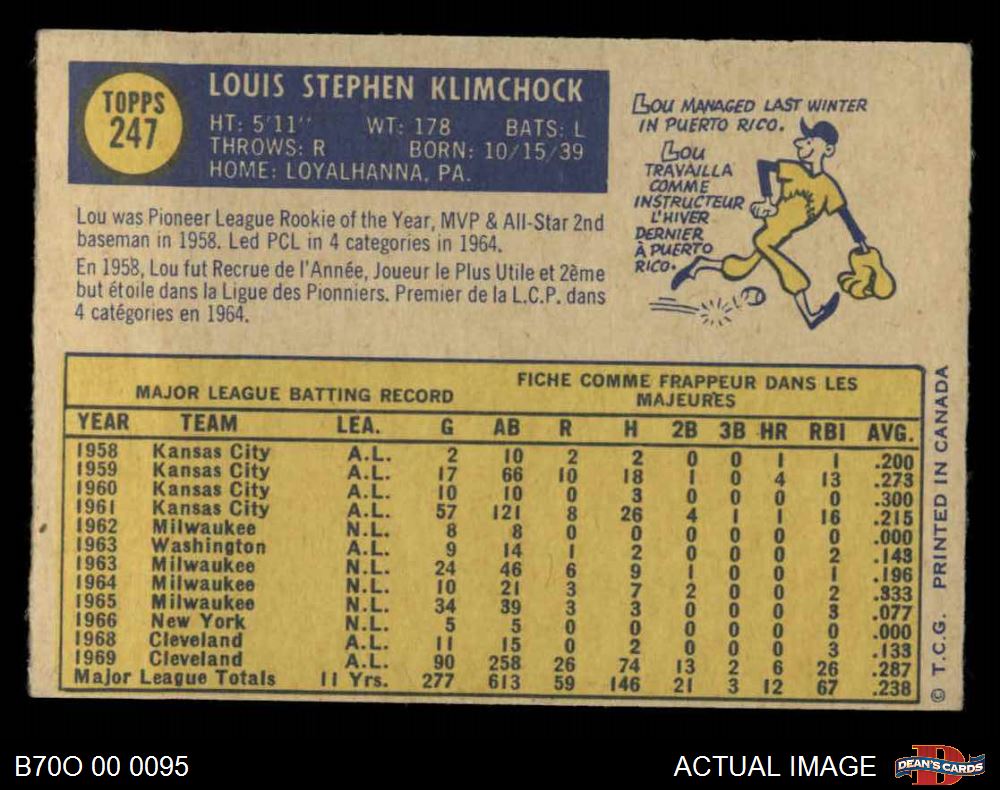 TOPPS
247
LOUIS STEPHEN KLIMCHOCK
HT: 5'11" WT: 178 BATS: L
THROWS: R BORN: 10/15/39
HOME: LOYALHANNA, PA.
Lou was Pioneer League Rookie of the Year, MVP & All-Star 2nd
baseman in 1958. Led PCL in 4 categories in 1964.
En 1958, Lou fut Recrue de l'Année, Joueur le Plus Utile et 2ème
but étoile dans la Ligue des Pionniers. Premier de la L.C.P. dans
4 catégories en 1964.
LOU MANAGED LAST WINTER
IN PUERTO RICO.
LOU
TRAVAILLA
COMME
INSTRUCTEUR
L'HIVER
DERNIER
À PUERTO
RICO.
MAJOR LEAGUE BATTING RECORD
FICHE COMME FRAPPEUR DANS LES
MAJEURES
YEAR TEAM LEA. G AB R H 2B 3B HR RBI AVG.
1958 Kansas City A.L. 2 10 2 2 0 0 1 1 .200
1959 Kansas City A.L. 17 66 10 18 1 0 4 13 .273
1960 Kansas City A.L. 10 10 0 3 0 0 0 0 .300
1961 Kansas City A.L. 57 121 8 26 4 1 1 16 .215
1962 Milwaukee N.L. 8 8 0 0 0 0 0 0 .000
1963 Washington A.L. 9 14 1 2 0 0 0 2 .143
1963 Milwaukee N.L. 24 46 6 9 1 0 0 1 .196
1964 Milwaukee N.L. 10 21 3 7 2 0 0 2 .333
1965 Milwaukee N.L. 34 39 3 3 0 0 0 3 .077
1966 New York N.L. 5 5 0 0 0 0 0 0 .000
1968 Cleveland A.L. 11 15 0 2 0 0 0 3 .133
1969 Cleveland A.L. 90 258 26 74 13 2 6 26 .287
Major League Totals 11 Yrs. 277 613 59 146 21 3 12 67 .238
© T.C.G. PRINTED IN CANADA
B70O 00 0095
ACTUAL IMAGE
D
DEAN'S CARDS